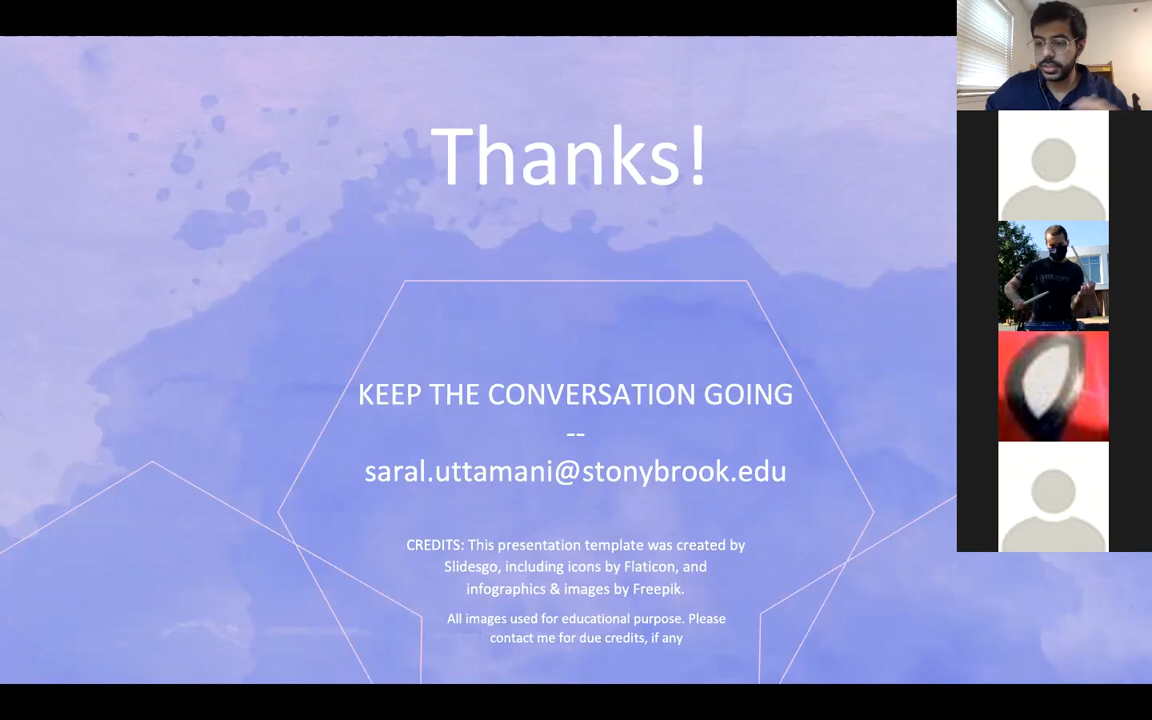 Thanks!
KEEP THE CONVERSATION GOING
--
saral.uttamani@stonybrook.edu
CREDITS: This presentation template was created by
Slidesgo, including icons by Flaticon, and
infographics & images by Freepik.
All images used for educational purpose. Please
contact me for due credits, if any